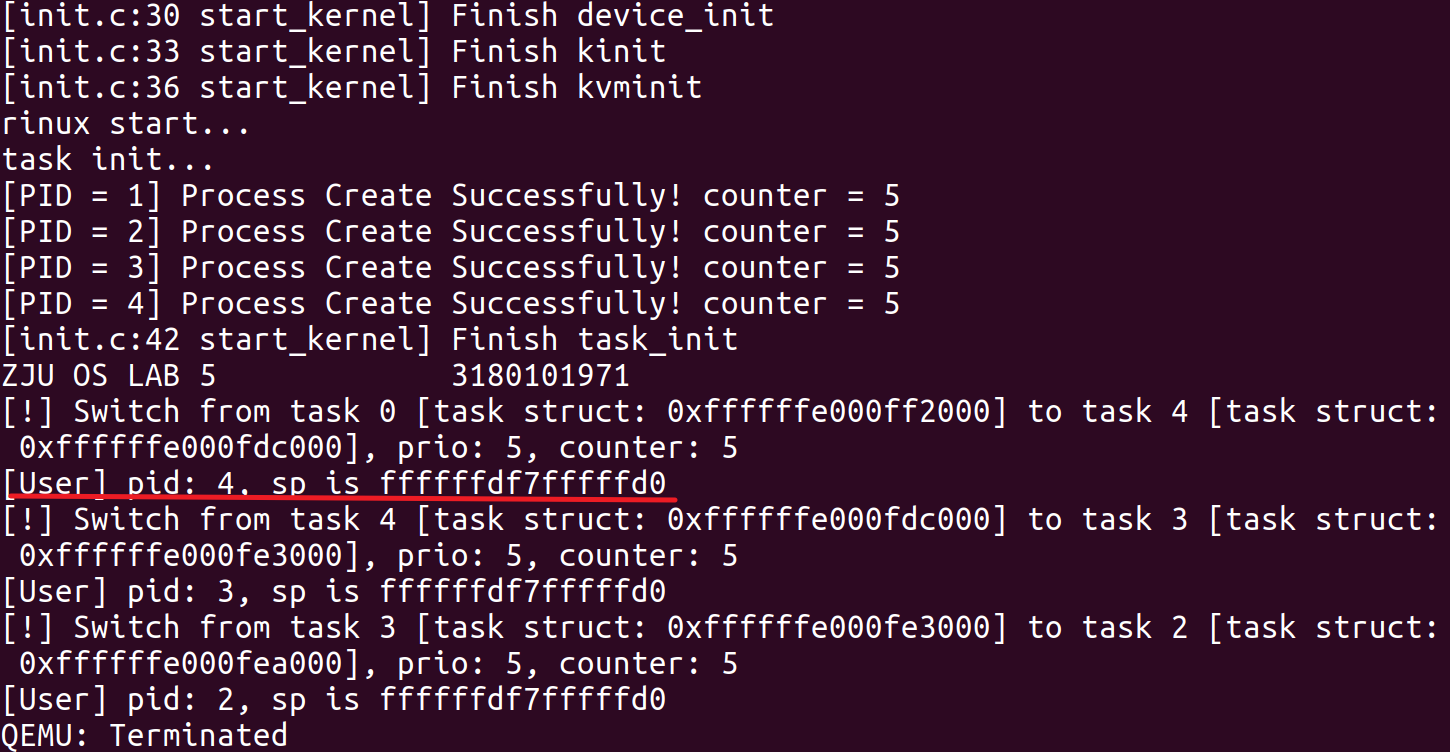 [init.c:30 start_kernel] Finish device_init
[init.c:33 start_kernel] Finish kinit
[init.c:36 start_kernel] Finish kvminit
rinux start...
task init...
[PID = 1] Process Create Successfully! counter = 5
[PID = 2] Process Create Successfully! counter = 5
[PID = 3] Process Create Successfully! counter = 5
[PID = 4] Process Create Successfully! counter = 5
[init.c:42 start_kernel] Finish task_init
ZJU OS LAB 5             3180101971
[!] Switch from task 0 [task struct: 0xffffffe000ff2000] to task 4 [task struct:
 0xffffffe000fdc000], prio: 5, counter: 5
[User] pid: 4, sp is ffffffdf7fffffd0
[!] Switch from task 4 [task struct: 0xffffffe000fdc000] to task 3 [task struct:
 0xffffffe000fe3000], prio: 5, counter: 5
[User] pid: 3, sp is ffffffdf7fffffd0
[!] Switch from task 3 [task struct: 0xffffffe000fe3000] to task 2 [task struct:
 0xffffffe000fea000], prio: 5, counter: 5
[User] pid: 2, sp is ffffffdf7fffffd0
QEMU: Terminated